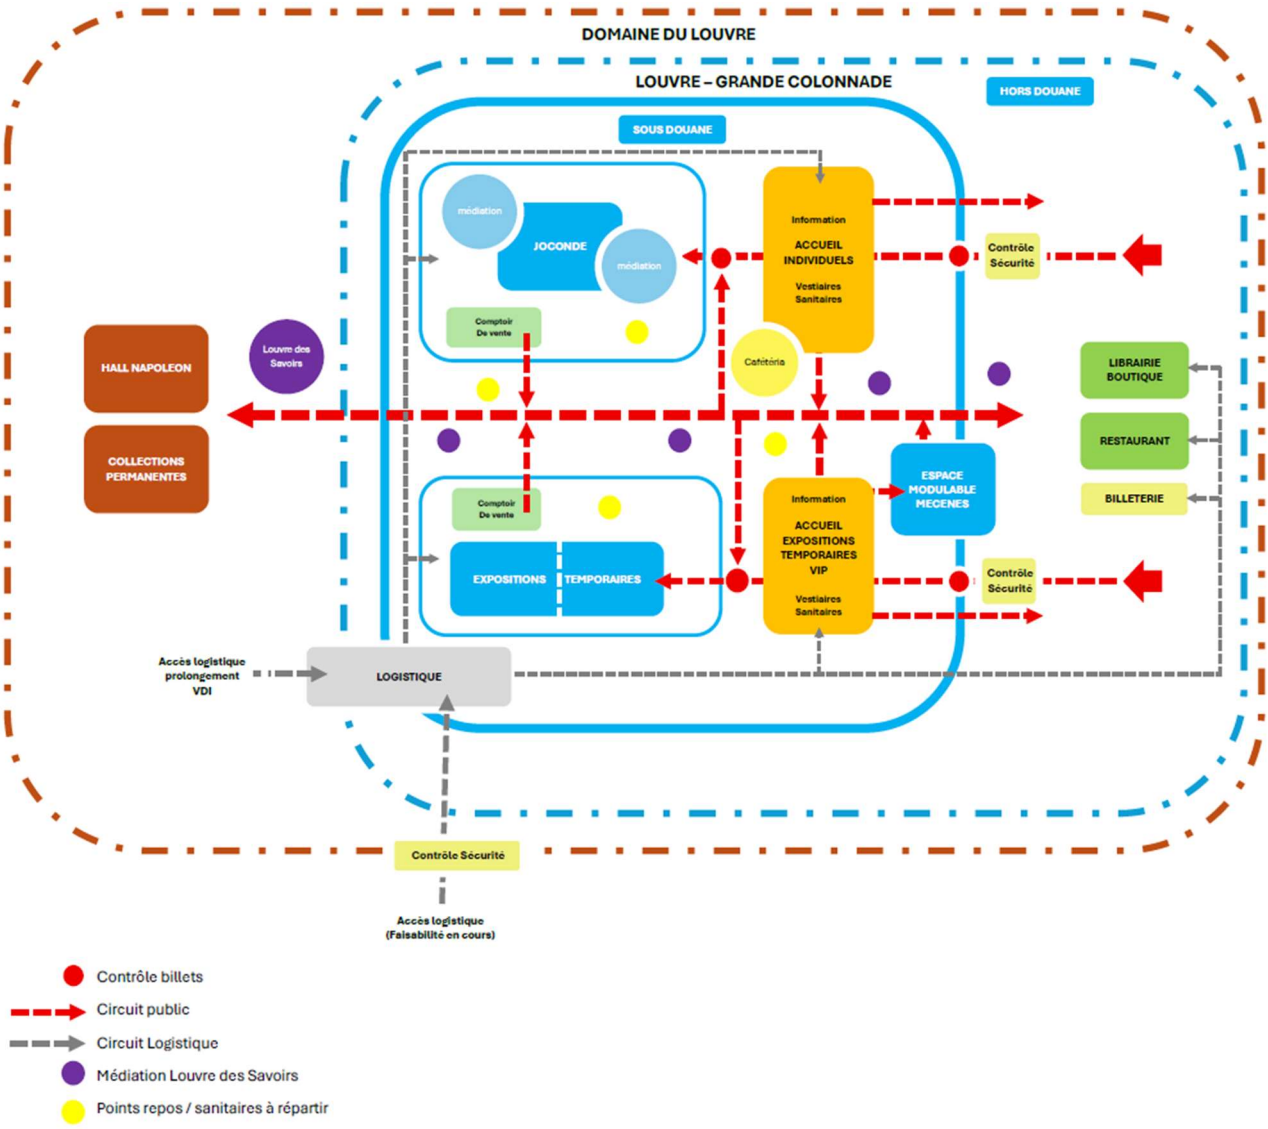 DOMAINE DU LOUVRE
LOUVRE – GRANDE COLONNADE
HORS DOUANE
SOUS DOUANE
médiation
JOCONDE
médiation
Comptoir
De vente
Information
ACCUEIL
INDIVIDUELS
Vestiaires
Sanitaires
Contrôle
Sécurité
Cafétéria
HALL NAPOLEON
Louvre des
Savoirs
COLLECTIONS
PERMANENTES
LIBRAIRIE
BOUTIQUE
RESTAURANT
BILLETERIE
ESPACE
MODULABLE
MECENES
Comptoir
De vente
EXPOSITIONS TEMPORAIRES
Information
ACCUEIL
EXPOSITIONS
TEMPORAIRES
VIP
Vestiaires
Sanitaires
Contrôle
Sécurité
Accès logistique
prolongement
VDI
LOGISTIQUE
Contrôle Sécurité
Accès logistique
(Faisabilité en cours)
Contrôle billets
Circuit public
Circuit Logistique
Médiation Louvre des Savoirs
Points repos / sanitaires à répartir